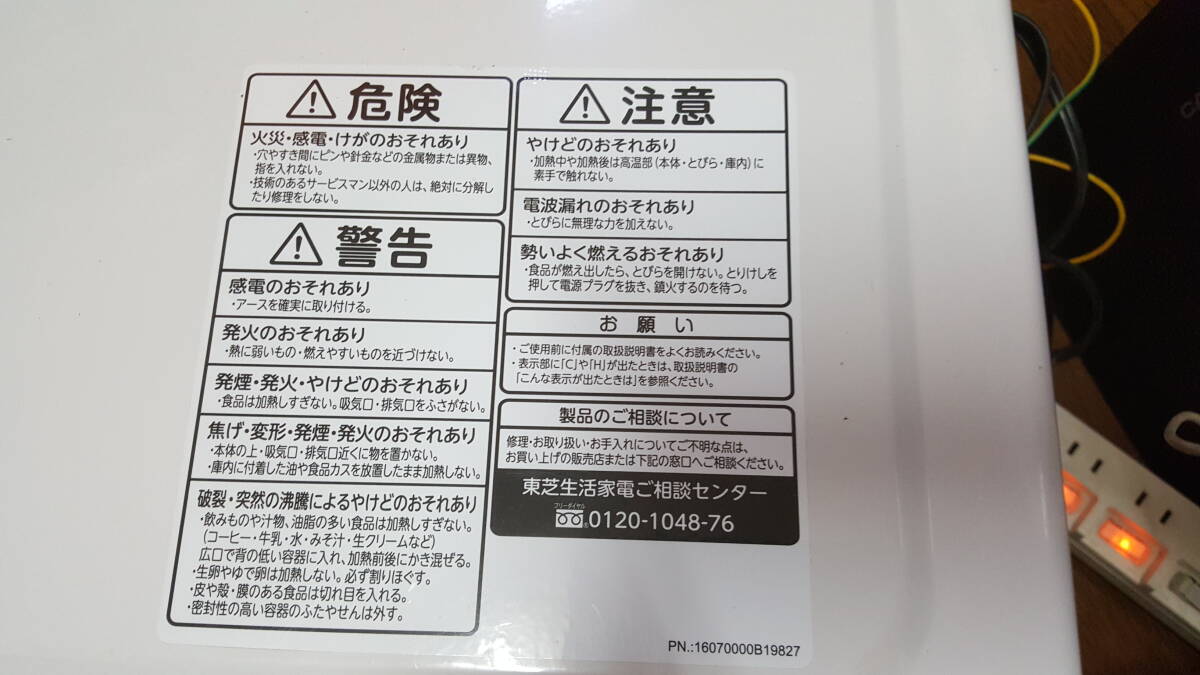 危険
火災・感電・けがのおそれあり
・穴やすき間にピンや針金などの金属物または異物、
指を入れない。
・技術のあるサービスマン以外の人は、絶対に分解し
たり修理をしない。
警告
感電のおそれあり
・アースを確実に取り付ける。
発火のおそれあり
・熱に弱いもの・燃えやすいものを近づけない。
発煙・発火・やけどのおそれあり
・食品は加熱しすぎない。吸気口・排気口をふさがない。
焦げ・変形・発煙・発火のおそれあり
・本体の上・吸気口・排気口近くに物を置かない。
・庫内に付着した油や食品カスを放置したまま加熱しない。
破裂・突然の沸騰によるやけどのおそれあり
・飲みものや汁物、油脂の多い食品は加熱しすぎない。
(コーヒー・牛乳・水・みそ汁・生クリームなど)
広口で背の低い容器に入れ、加熱前後にかき混ぜる。
・生卵やゆで卵は加熱しない。必ず割りほぐす。
・皮や殻・膜のある食品は切れ目を入れる。
・密封性の高い容器のふたやせんは外す。
注意
やけどのおそれあり
・加熱中や加熱後は高温部(本体・とびら・庫内)に
素手で触れない。
電波漏れのおそれあり
・とびらに無理な力を加えない。
勢いよく燃えるおそれあり
・食品が燃え出したら、とびらを開けない。とりけしを
押して電源プラグを抜き、鎮火するのを待つ。
お願い
・ご使用前に付属の取扱説明書をよくお読みください。
・表示部に「C」や「H」が出たときは、取扱説明書の
「こんな表示が出たときは」を参照ください。
製品のご相談について
修理・お取り扱い・お手入れについてご不明な点は、
お買い上げの販売店または下記の窓口へご相談ください。
東芝生活家電ご相談センター
フリーダイヤル
0120-1048-76
PN.:16070000B19827